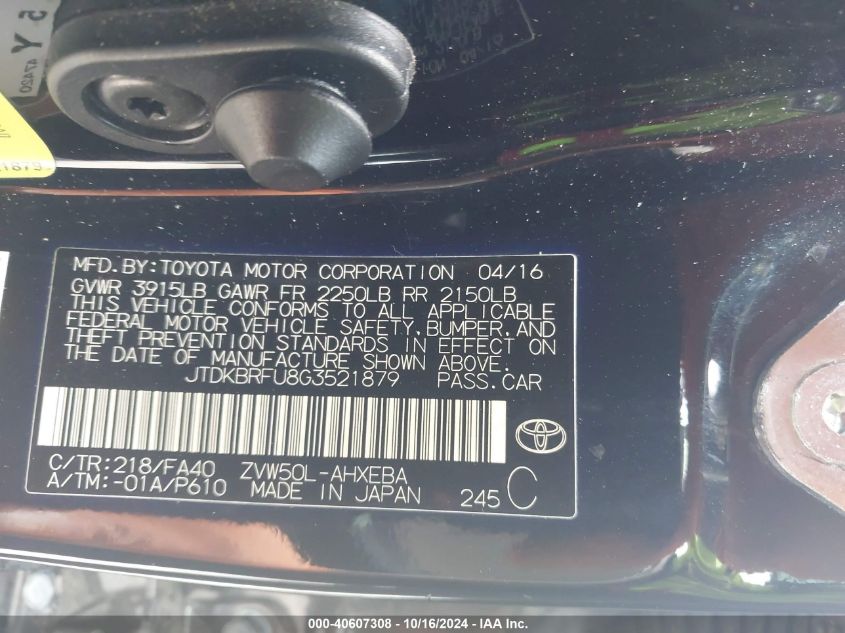 5 Y
47420
1879
MFD.BY:TOYOTA MOTOR CORPORATION 04/16
GVWR 3915LB GAWR FR 2250LB RR 2150LB
THIS VEHICLE CONFORMS TO ALL APPLICABLE
FEDERAL MOTOR VEHICLE SAFETY,BUMPER,AND
THEFT PREVENTION STANDARDS IN EFFECT ON
THE DATE OF MANUFACTURE SHOWN ABOVE.
JTDKBRFU8G3521879 PASS.CAR
C/TR:218/FA40 ZVW50L-AHXEBA
A/TM:-01A/P610 MADE IN JAPAN 245 C
000-40607308 - 10/16/2024 - IAA Inc.